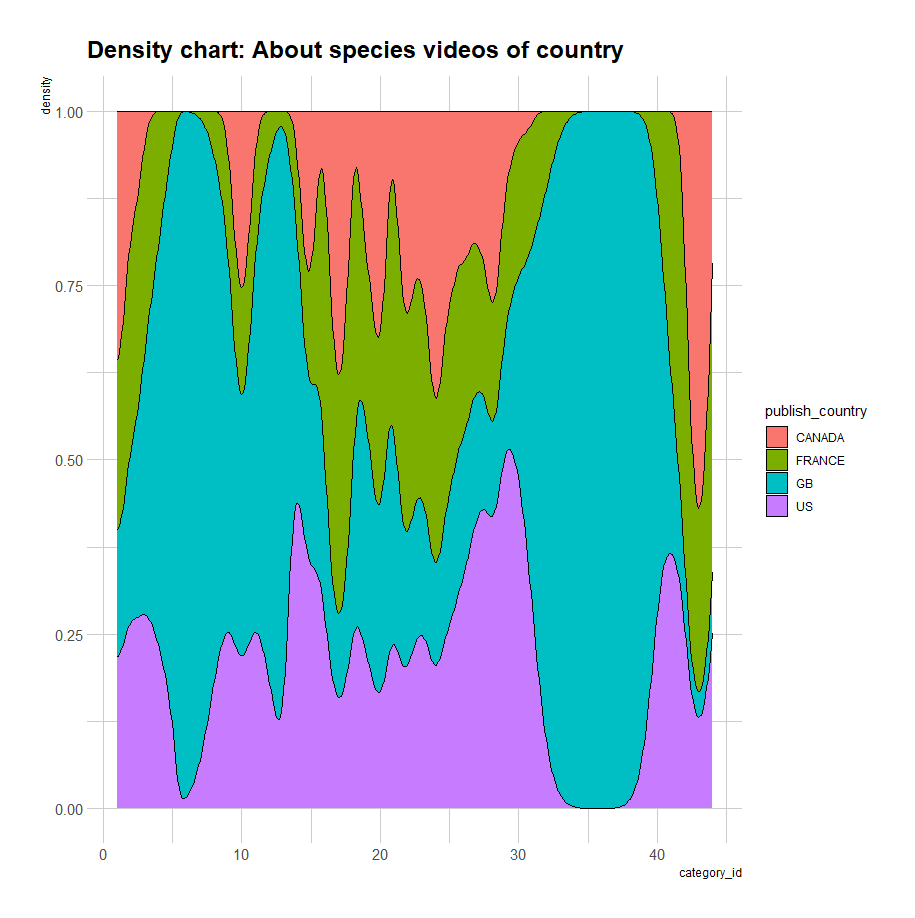 Density chart: About species videos of country
density
1.00
0.75
0.50
0.25
0.00
0 10 20 30 40
category_id
publish_country
CANADA
FRANCE
GB
US